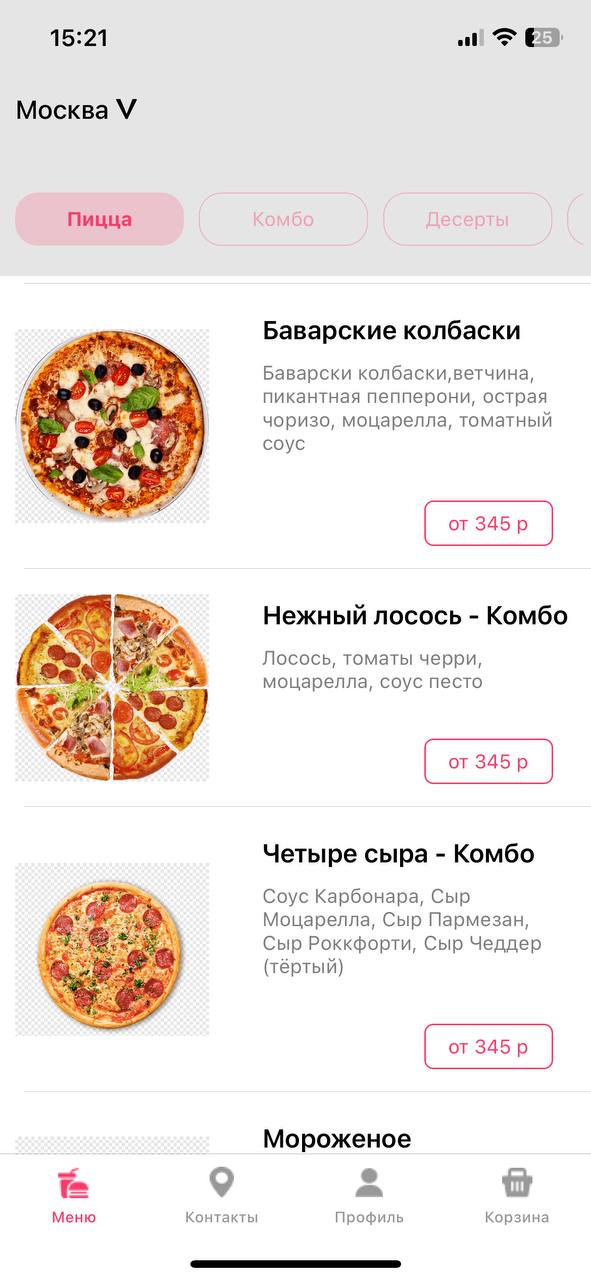 15:21
25
Москва V
Пицца
Комбо
Десерты
Баварские колбаски
Баварски колбаски,ветчина,
пикантная пепперони, острая
чоризо, моцарелла, томатный
соус
от 345 р
Нежный лосось - Комбо
Лосось, томаты черри,
моцарелла, соус песто
от 345 р
Четыре сыра - Комбо
Соус Карбонара, Сыр
Моцарелла, Сыр Пармезан,
Сыр Роккфорти, Сыр Чеддер
(тёртый)
от 345 р
Мороженое
Меню
Контакты
Профиль
Корзина